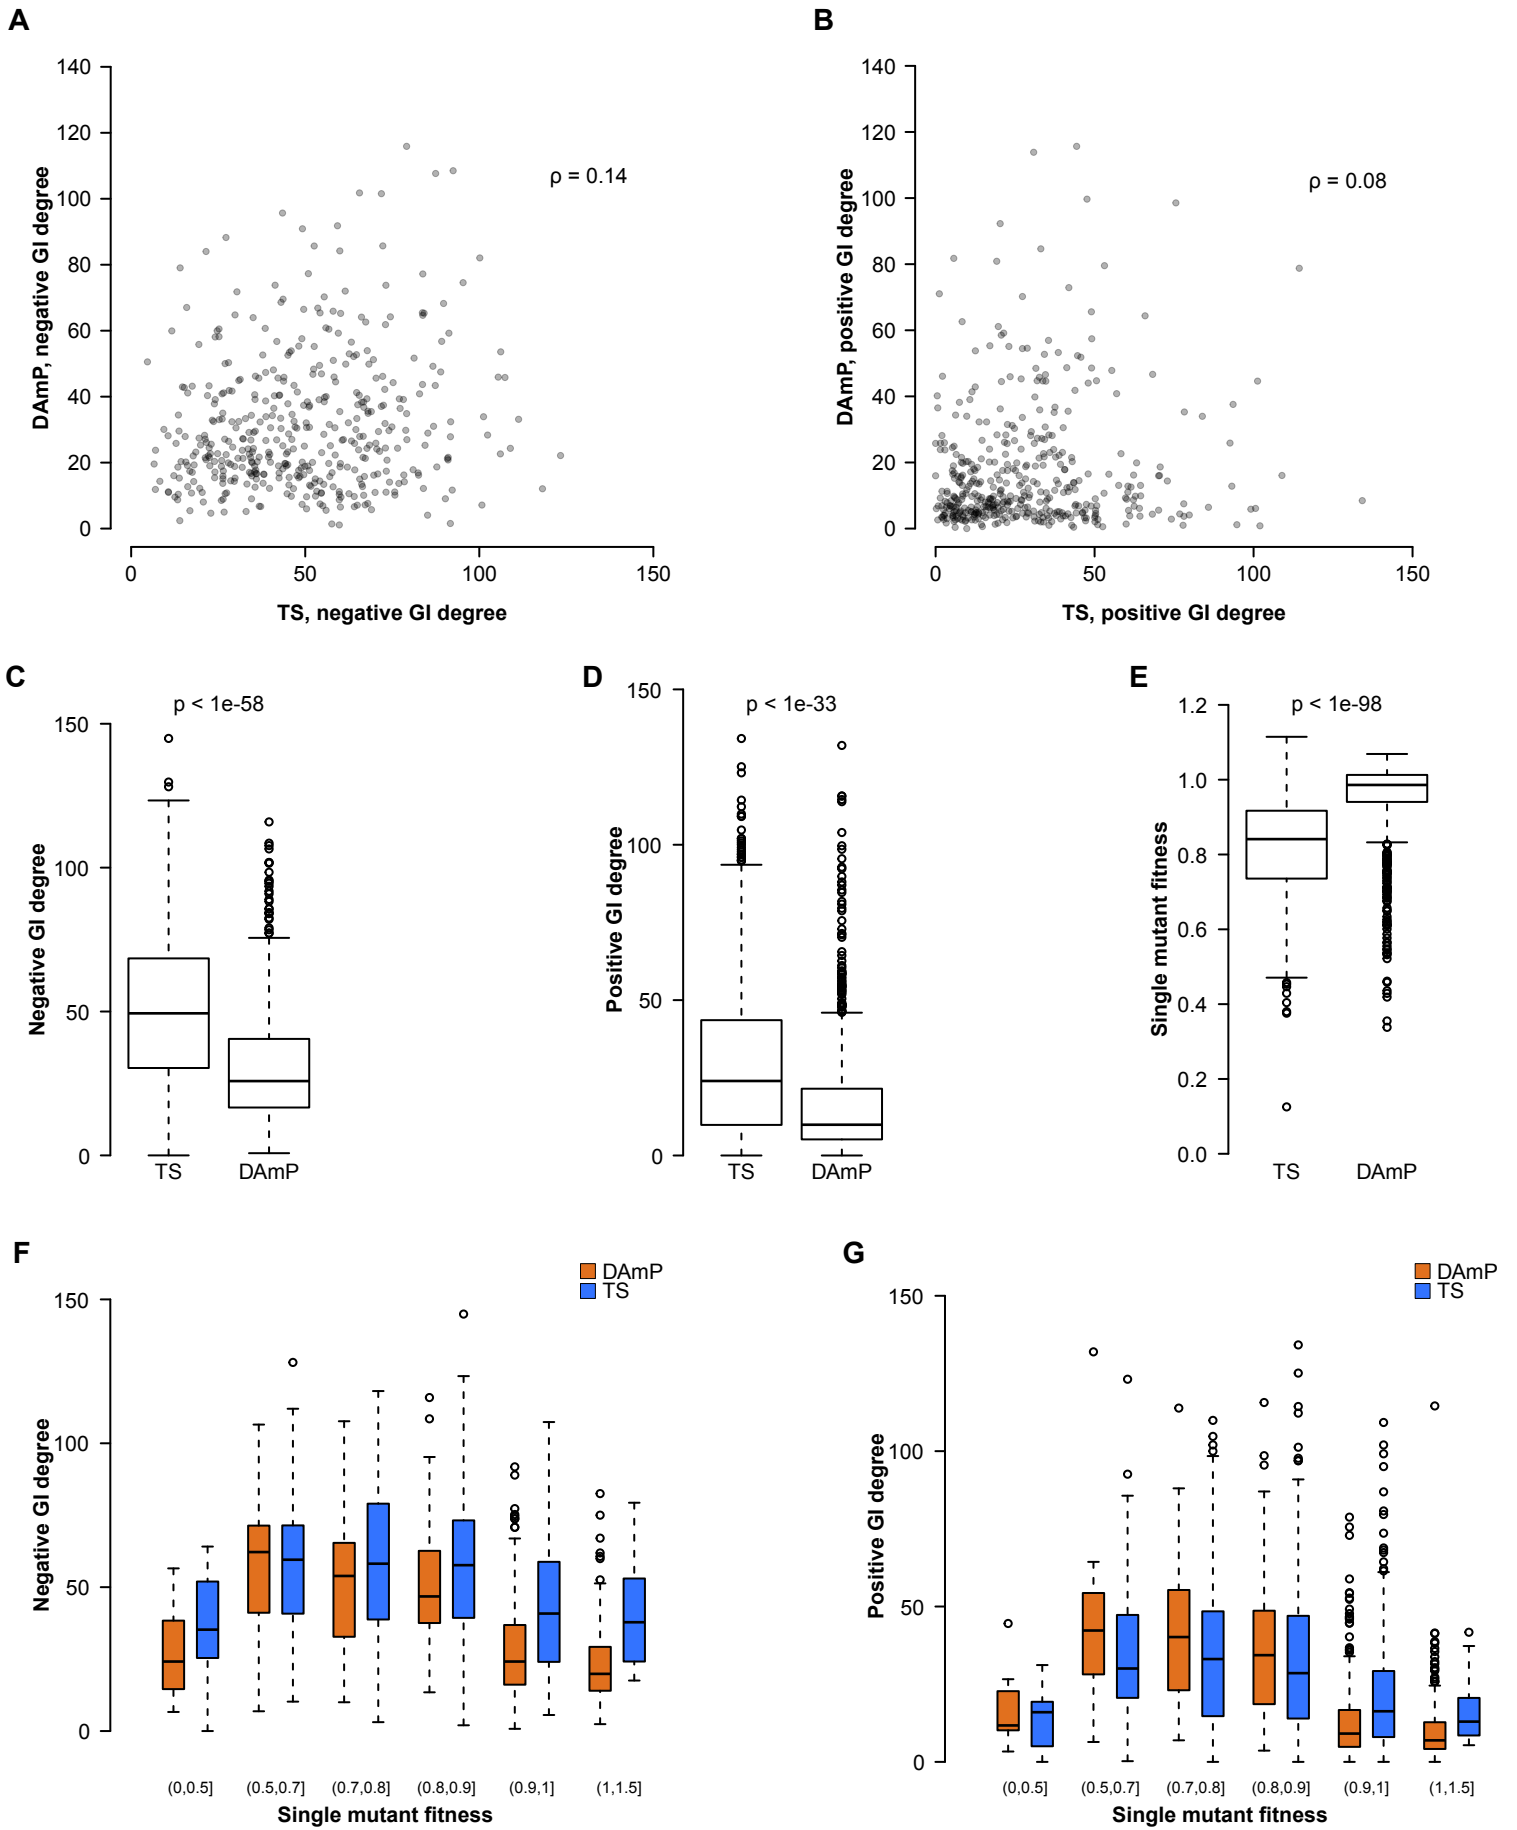 A
140
120
100
80
60
40
20
0
DAmP, negative GI degree
ρ = 0.14
0 50 100 150
TS, negative GI degree
B
140
120
100
80
60
40
20
0
DAmP, positive GI degree
ρ = 0.08
0 50 100 150
TS, positive GI degree
C
p < 1e-58
150
100
50
0
Negative GI degree
TS DAmP
D
p < 1e-33
150
100
50
0
Positive GI degree
TS DAmP
E
p < 1e-98
1.2
1.0
0.8
0.6
0.4
0.2
0.0
Single mutant fitness
TS DAmP
F
DAmP
TS
150
100
50
0
Negative GI degree
(0,0.5] (0.5,0.7] (0.7,0.8] (0.8,0.9] (0.9,1] (1,1.5]
Single mutant fitness
G
DAmP
TS
150
100
50
0
Positive GI degree
(0,0.5] (0.5,0.7] (0.7,0.8] (0.8,0.9] (0.9,1] (1,1.5]
Single mutant fitness